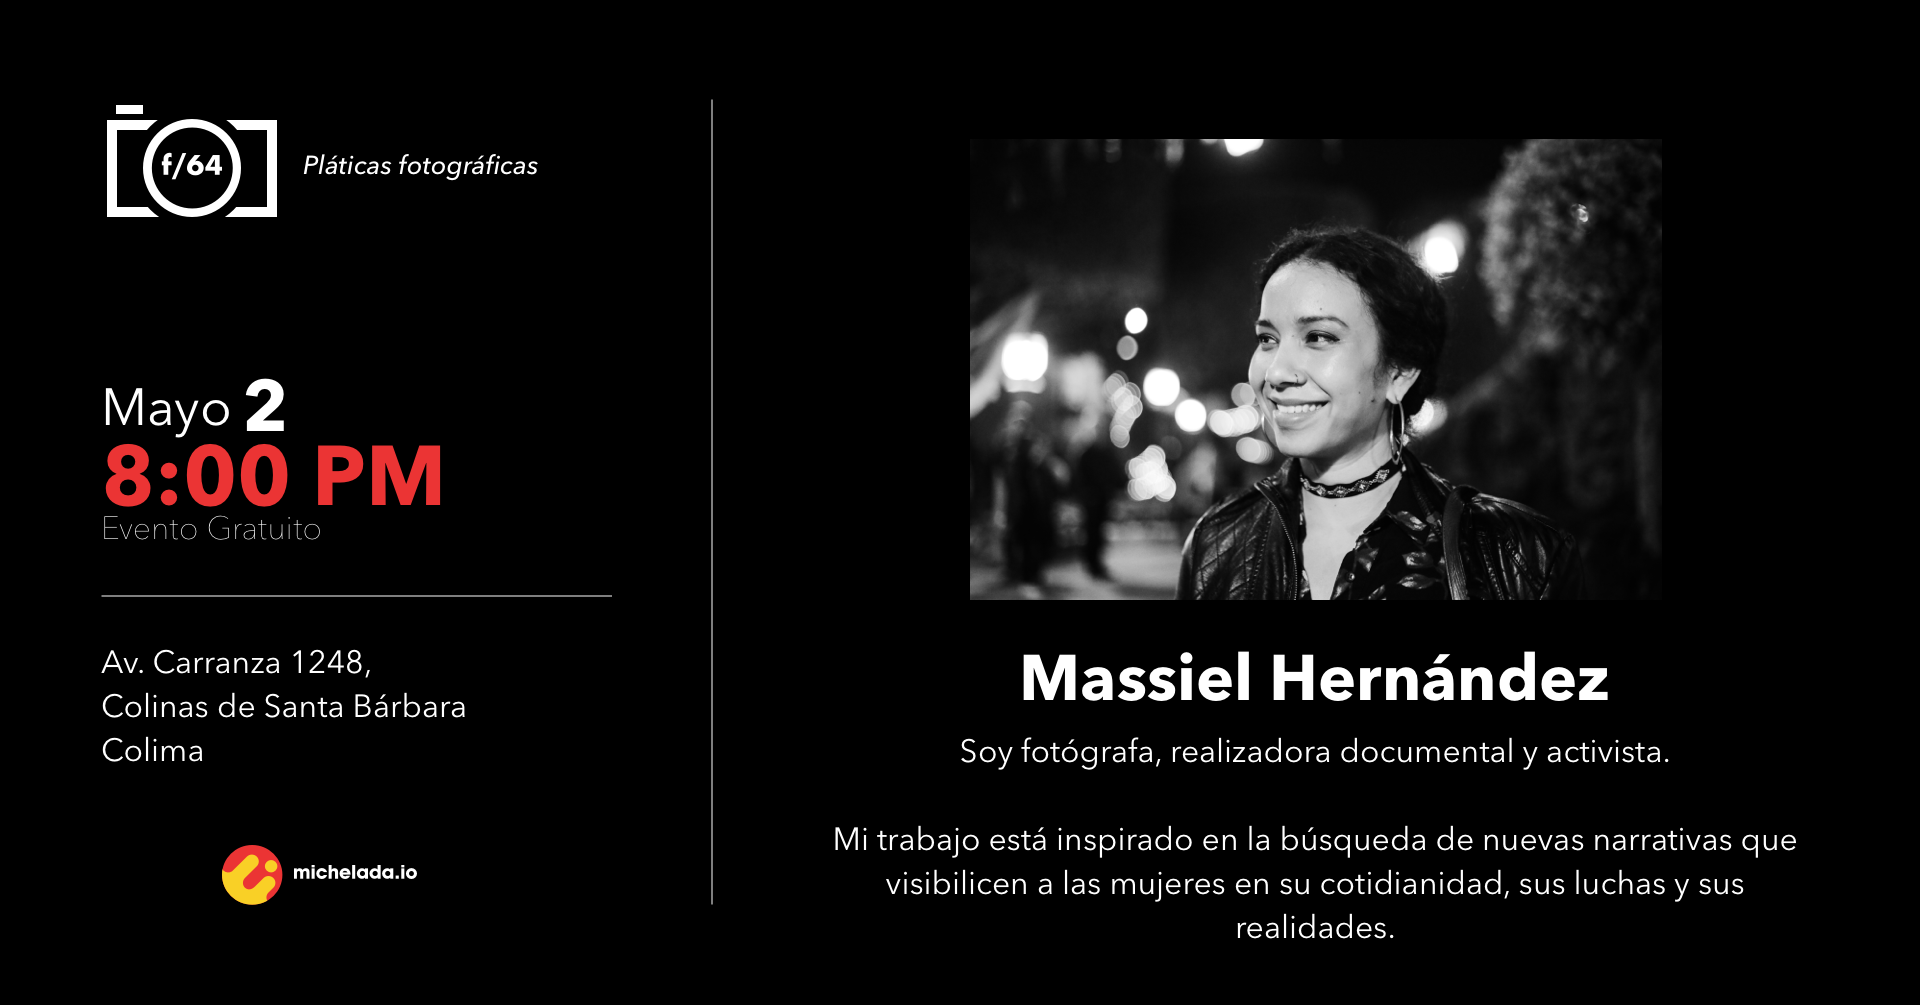 f/64
Pláticas fotográficas
Mayo 2
8:00 PM
Evento Gratuito
Av. Carranza 1248,
Colinas de Santa Bárbara
Colima
michelada.io
Massiel Hernández
Soy fotógrafa, realizadora documental y activista.
Mi trabajo está inspirado en la búsqueda de nuevas narrativas que
visibilicen a las mujeres en su cotidianidad, sus luchas y sus
realidades.